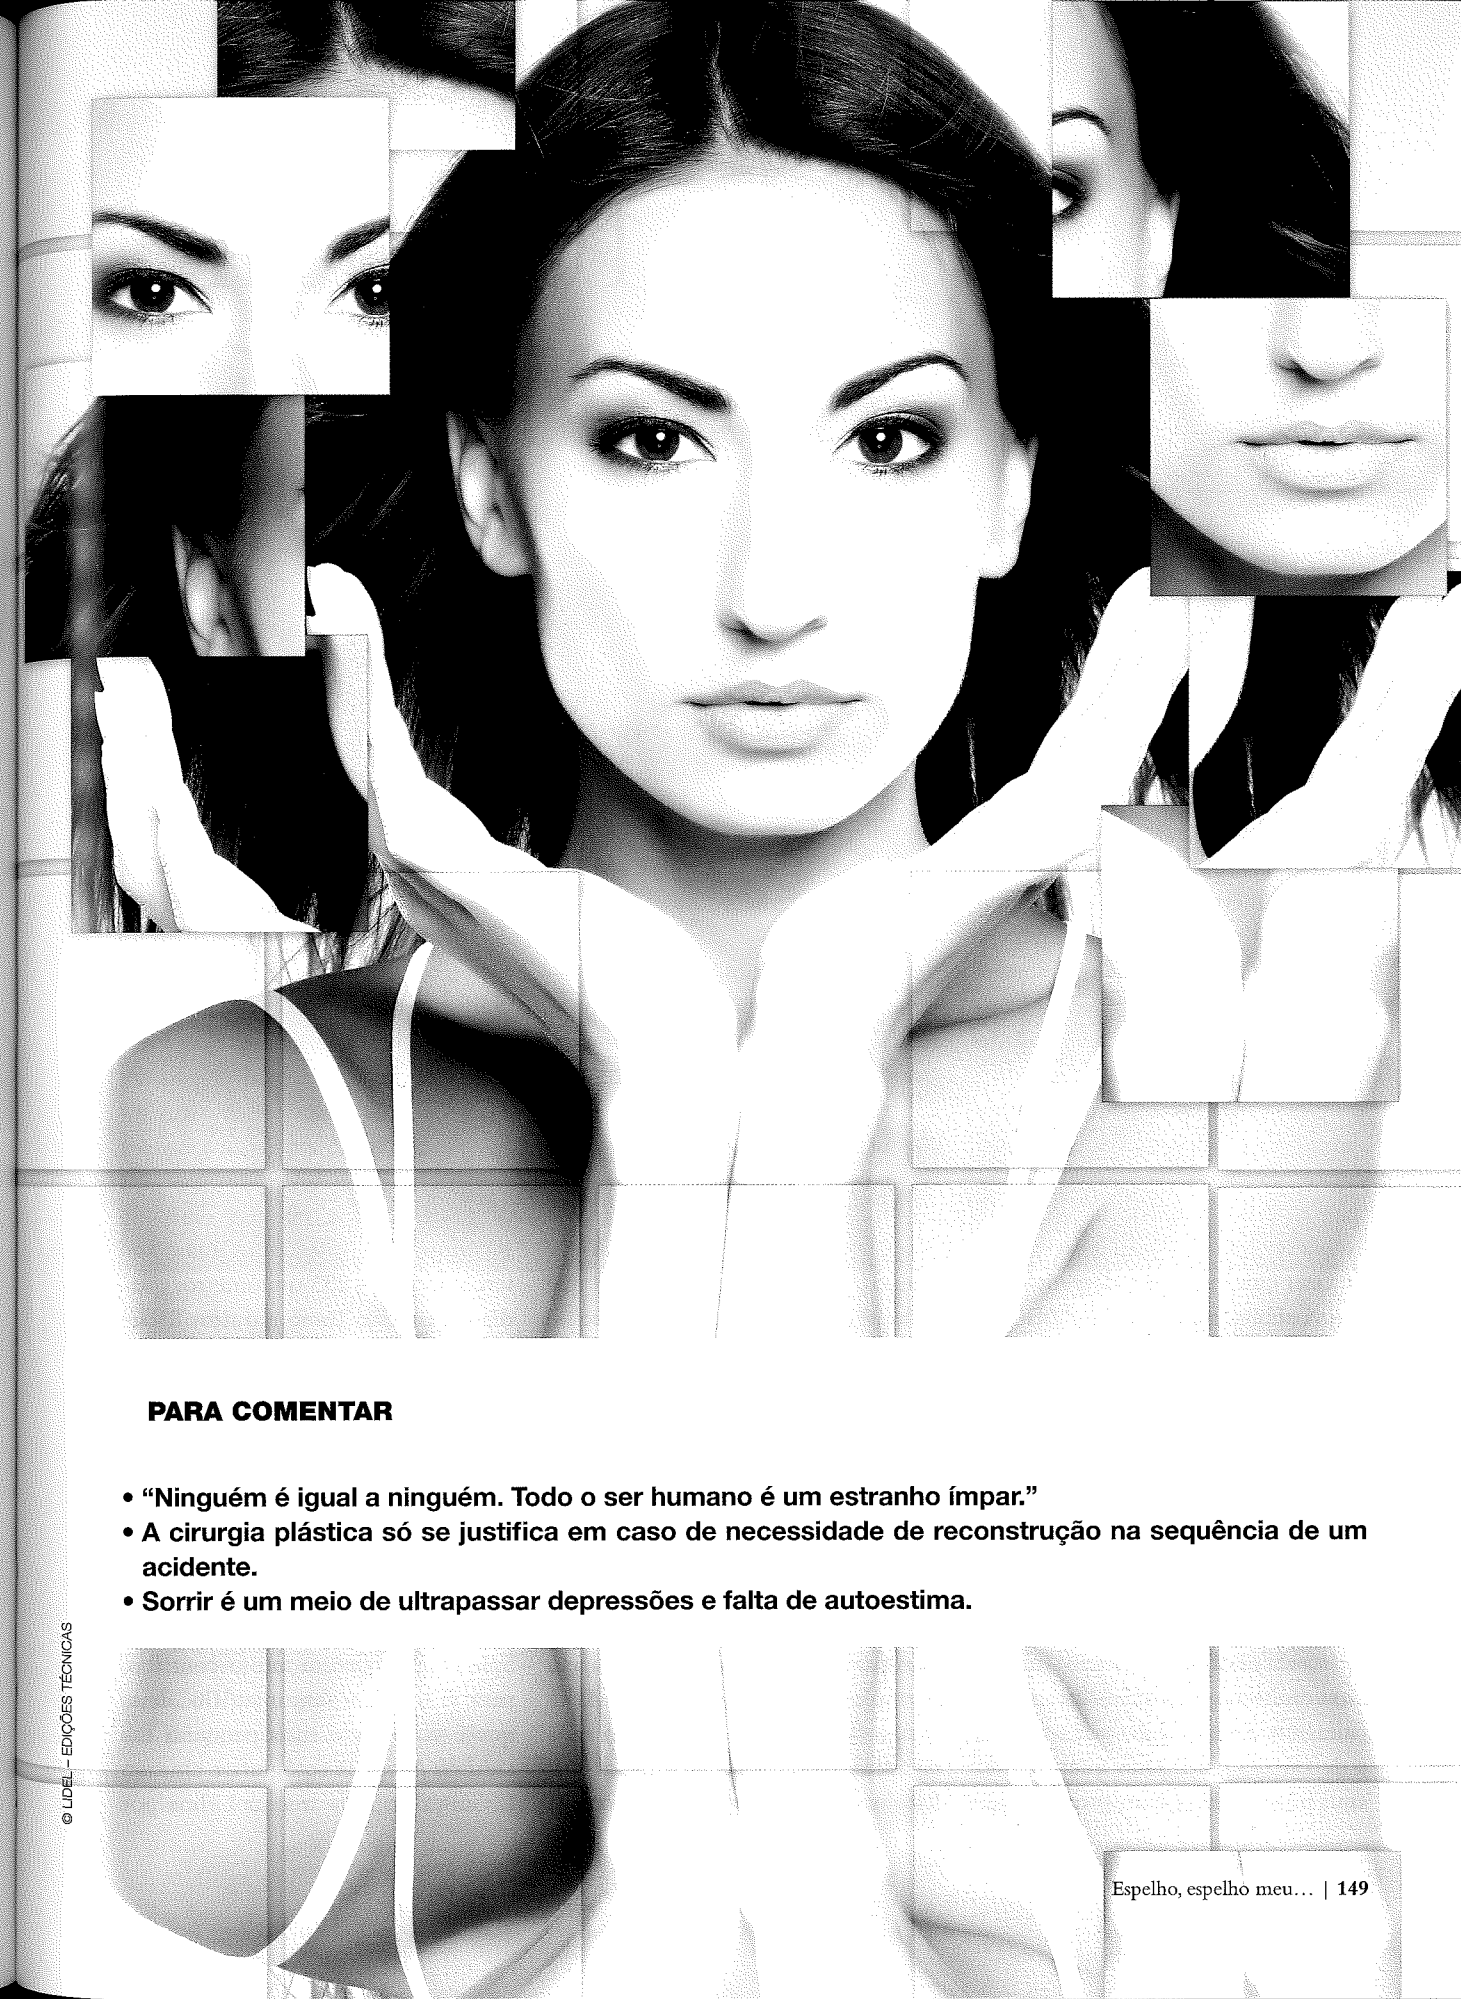 PARA COMENTAR
• “Ninguém é igual a ninguém. Todo o ser humano é um estranho ímpar.”
• A cirurgia plástica só se justifica em caso de necessidade de reconstrução na sequência de um
acidente.
• Sorrir é um meio de ultrapassar depressões e falta de autoestima.
© LIDEL – EDIÇÕES TÉCNICAS
Espelho, espelho meu… | 149